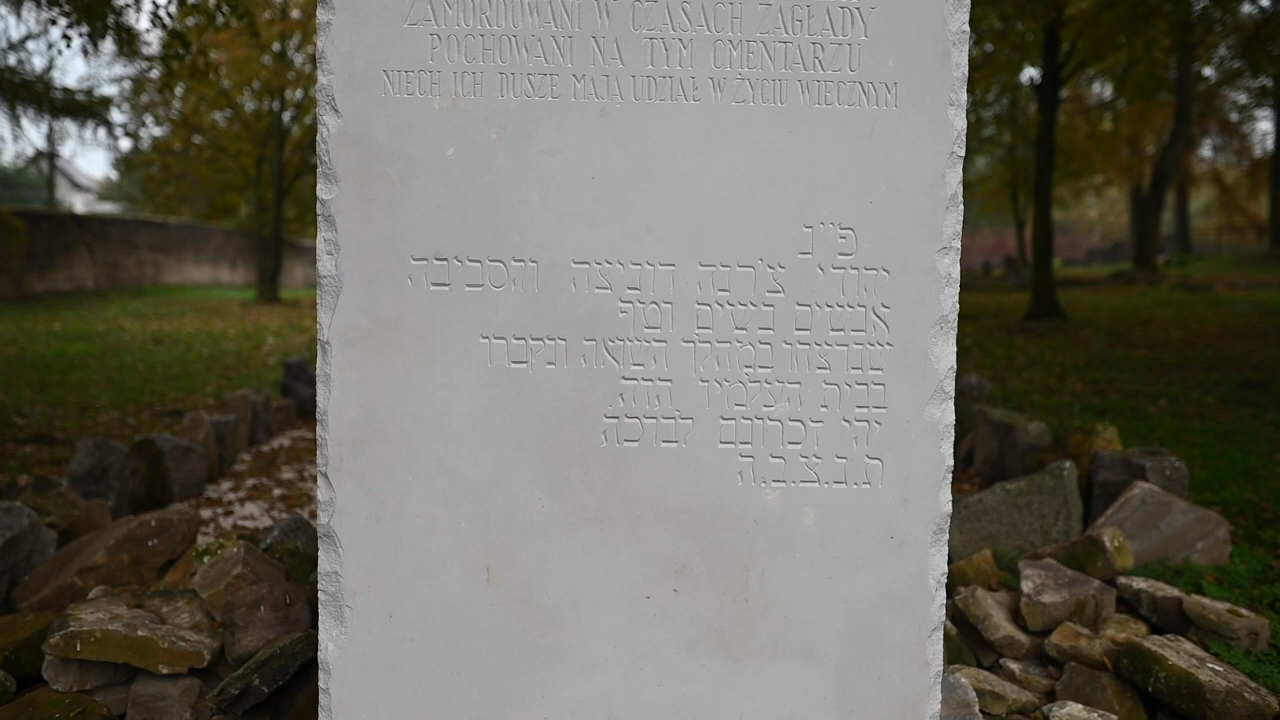 ZAMORDOWANI W CZASACH ZAGŁADY
POCHOWANI NA TYM CMENTARZU
NIECH ICH DUSZE MAJĄ UDZIAŁ W ŻYCIU WIECZNYM
פ״נ
יהודי צ'רנה דוניצה והסביבה
אנשים נשים וטף
שנרצחו במהלך השואה ונקברו
בבית העלמין הזה.
יהי זכרונם לברכה
ת.נ.צ.ב.ה